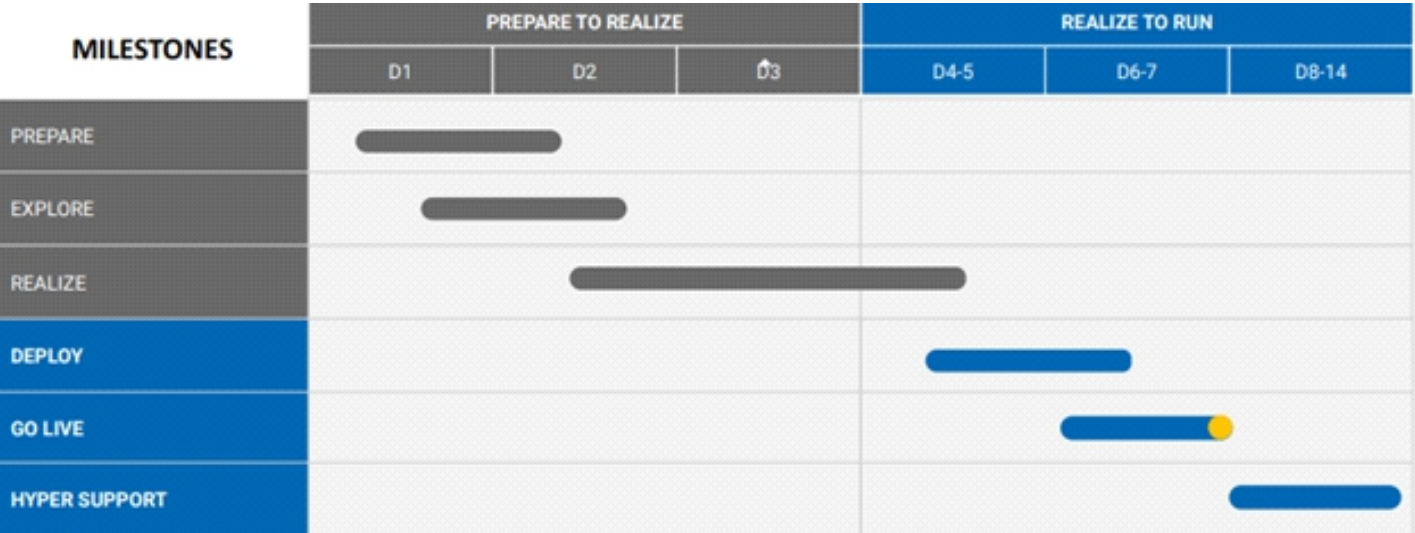 MILESTONES
PREPARE TO REALIZE
REALIZE TO RUN
D1
D2
D3
D4-5
D6-7
D8-14
PREPARE
EXPLORE
REALIZE
DEPLOY
GO LIVE
HYPER SUPPORT